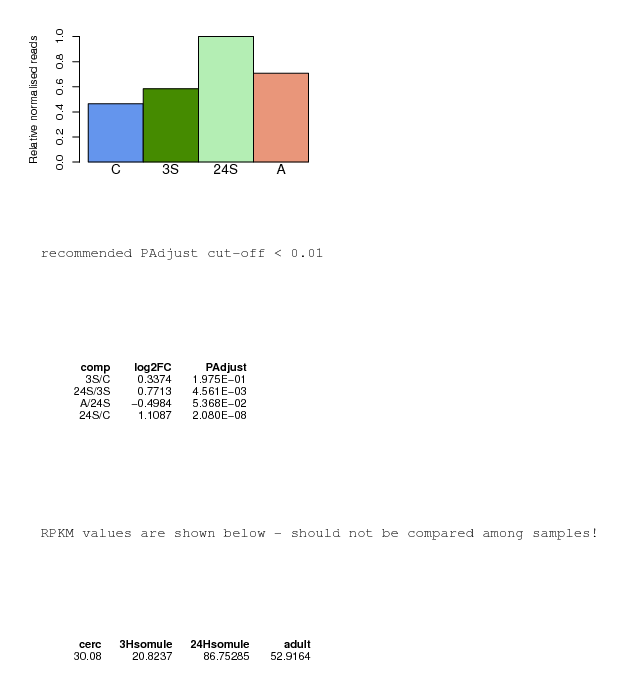 Relative normalised reads
1.0
0.8
0.6
0.4
0.2
0.0
C 3S 24S A
recommended PAdjust cut-off < 0.01
comp log2FC PAdjust
3S/C 0.3374 1.975E−01
24S/3S 0.7713 4.561E−03
A/24S −0.4984 5.368E−02
24S/C 1.1087 2.080E−08
RPKM values are shown below - should not be compared among samples!
cerc 3Hsomule 24Hsomule adult
30.08 20.8237 86.75285 52.9164